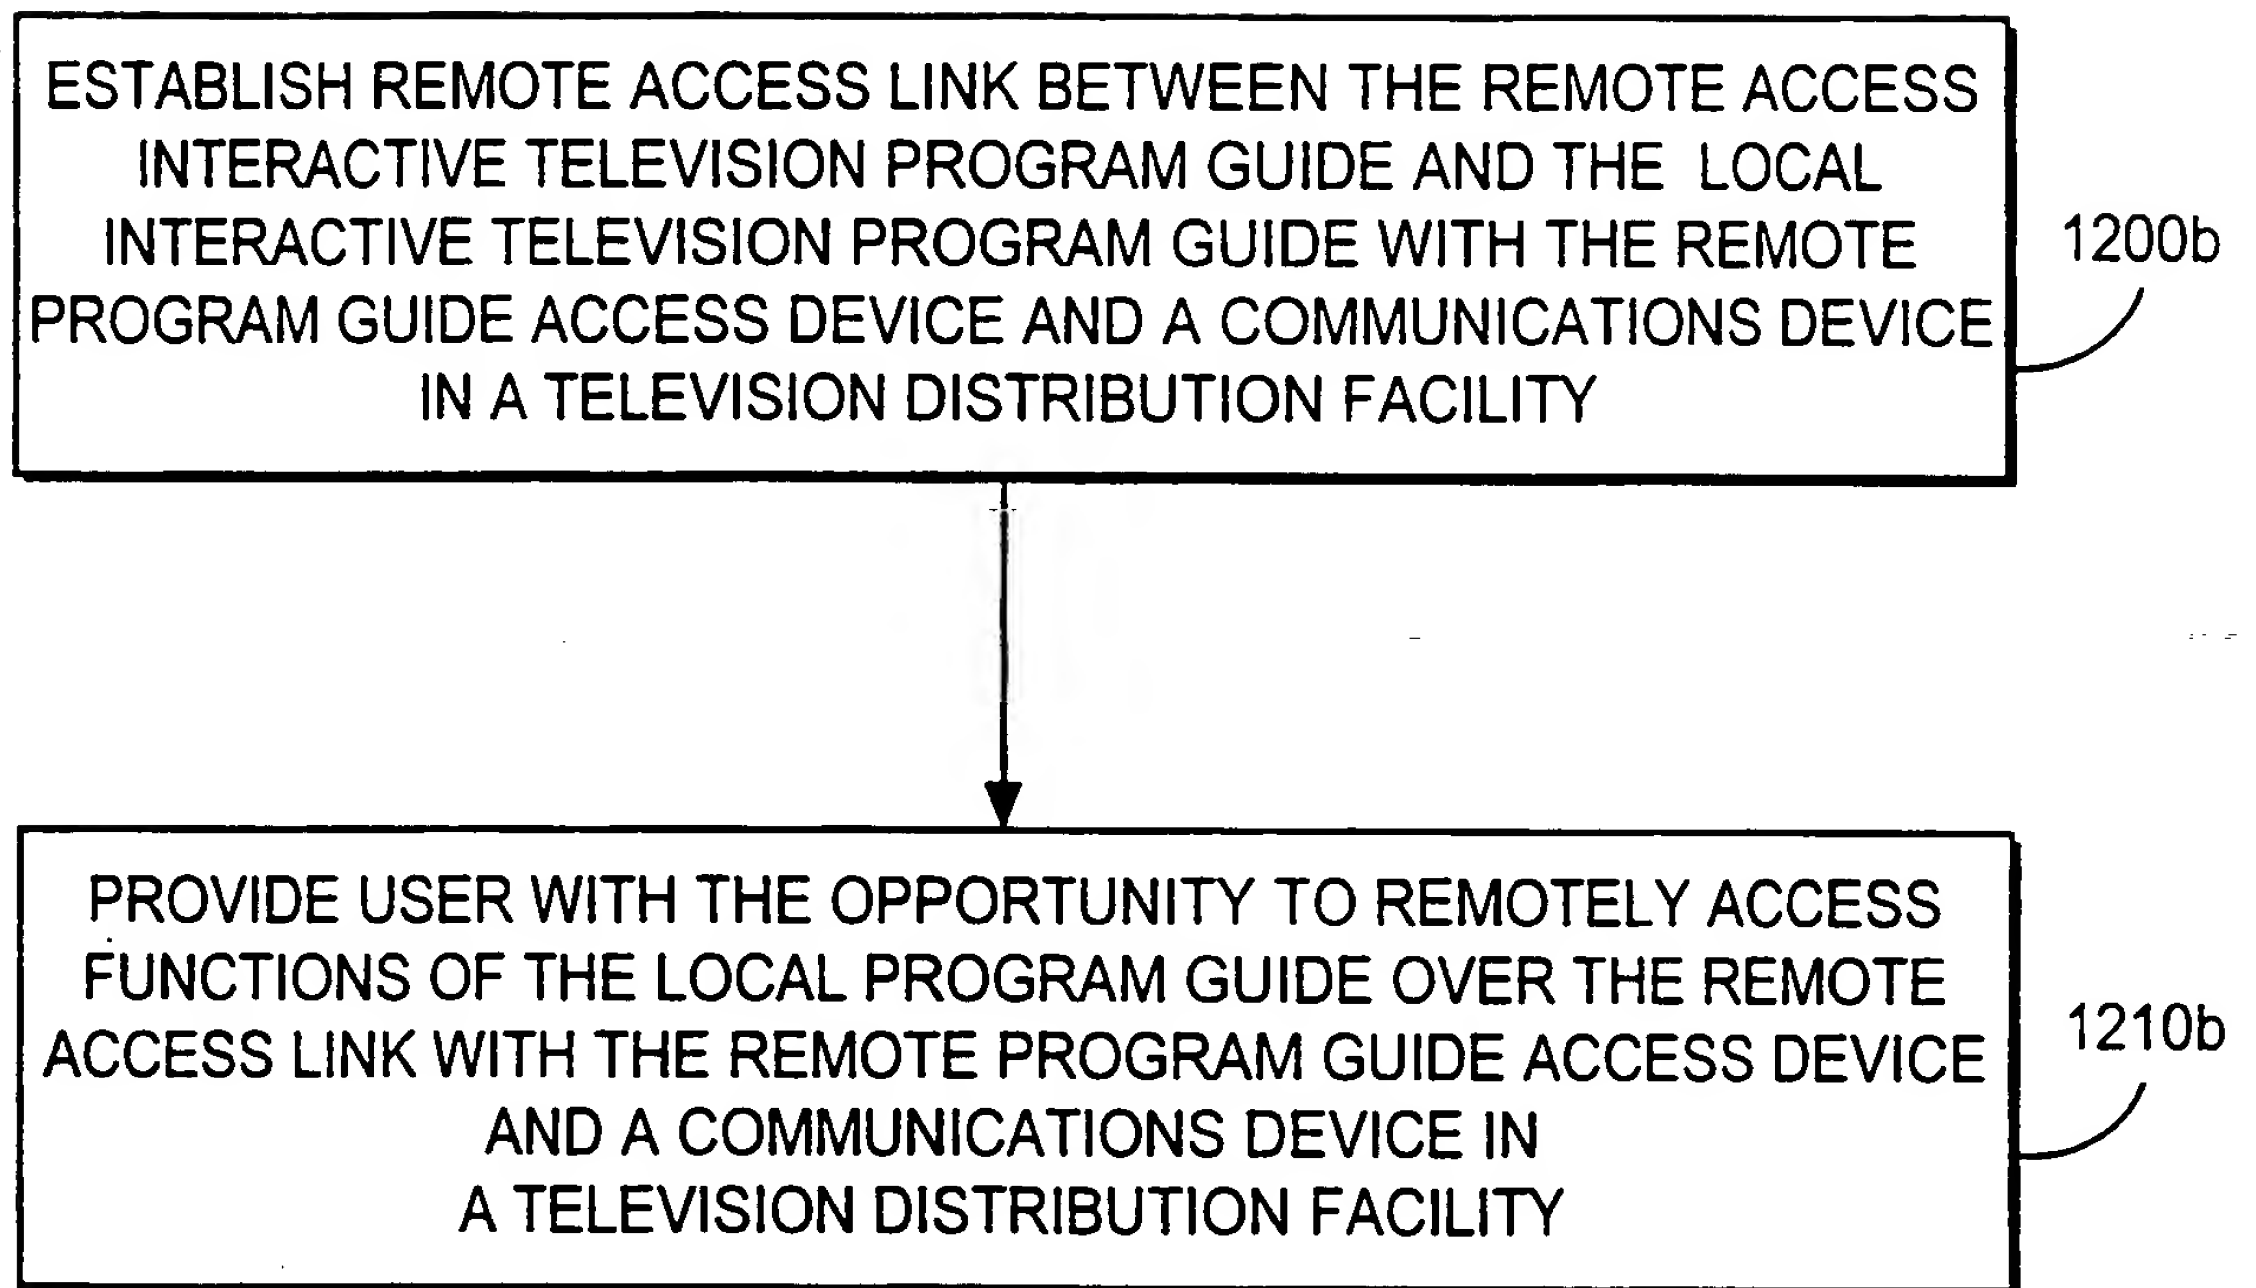 ESTABLISH REMOTE ACCESS LINK BETWEEN THE REMOTE ACCESS
INTERACTIVE TELEVISION PROGRAM GUIDE AND THE LOCAL
INTERACTIVE TELEVISION PROGRAM GUIDE WITH THE REMOTE
PROGRAM GUIDE ACCESS DEVICE AND A COMMUNICATIONS DEVICE
IN A TELEVISION DISTRIBUTION FACILITY
1200b
PROVIDE USER WITH THE OPPORTUNITY TO REMOTELY ACCESS
FUNCTIONS OF THE LOCAL PROGRAM GUIDE OVER THE REMOTE
ACCESS LINK WITH THE REMOTE PROGRAM GUIDE ACCESS DEVICE
AND A COMMUNICATIONS DEVICE IN
A TELEVISION DISTRIBUTION FACILITY
1210b